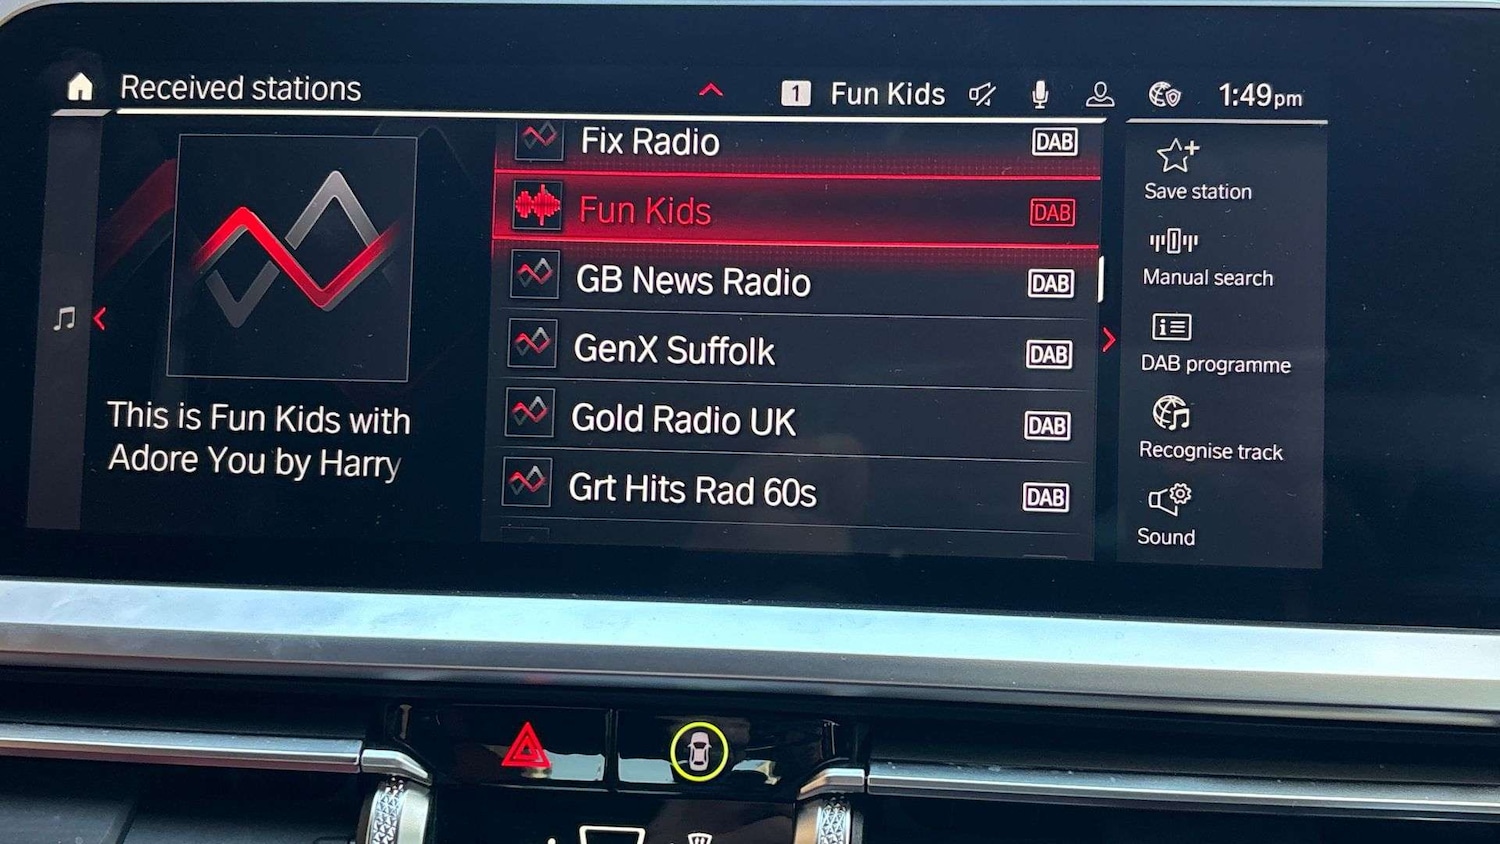 Received stations
1 Fun Kids 1:49pm
Fix Radio DAB
Fun Kids DAB
GB News Radio DAB
GenX Suffolk DAB
Gold Radio UK DAB
Grt Hits Rad 60s DAB
This is Fun Kids with
Adore You by Harry
Save station
Manual search
DAB programme
Recognise track
Sound